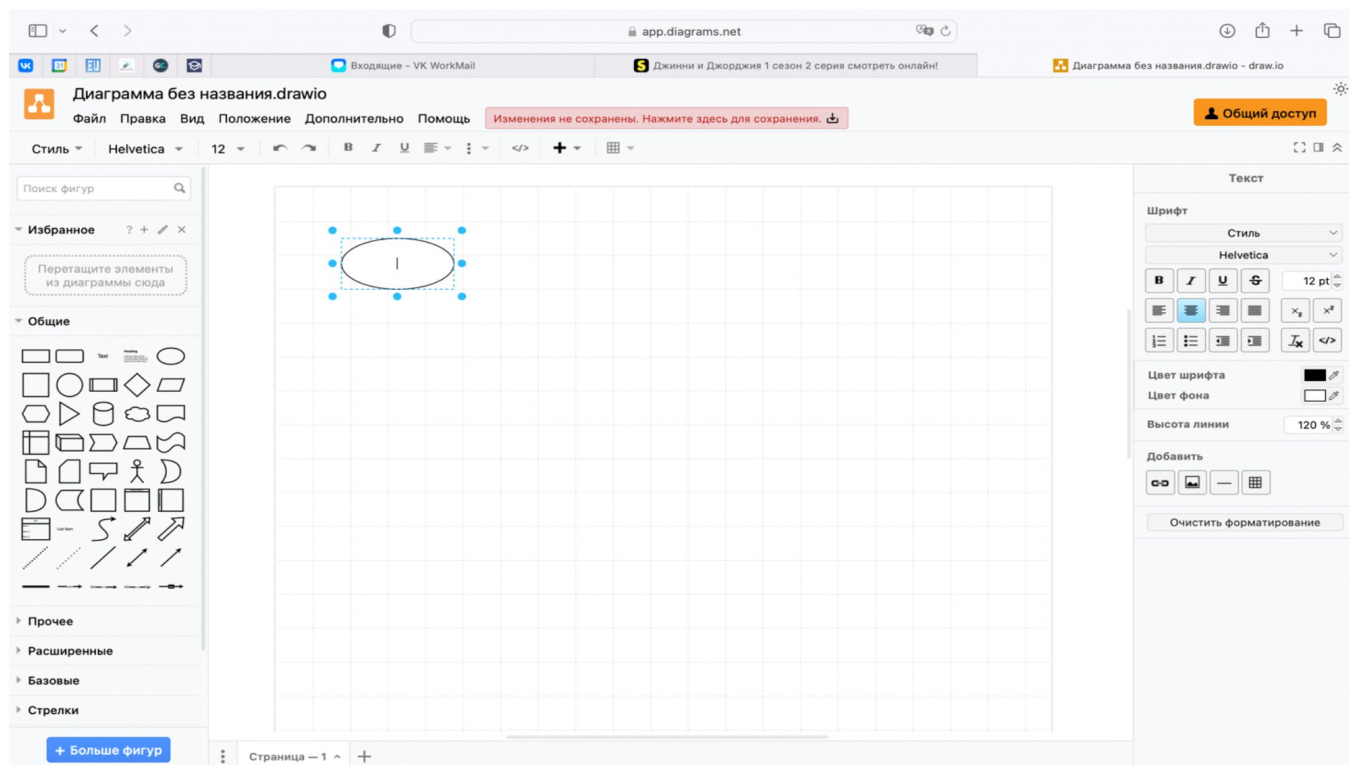 app.diagrams.net
Входящие - VK WorkMail
Джинни и Джорджия 1 сезон 2 серия смотреть онлайн!
Диаграмма без названия.drawio - draw.io
Диаграмма без названия.drawio
Файл Правка Вид Положение Дополнительно Помощь
Изменения не сохранены. Нажмите здесь для сохранения.
Общий доступ
Стиль Helvetica 12 B I U </>
Поиск фигур
Избранное ? +
Перетащите элементы
из диаграммы сюда
Общие
Text Heading
List Item
Прочее
Расширенные
Базовые
Стрелки
+ Больше фигур
Страница — 1
Текст
Шрифт
Стиль
Helvetica
B I U S 12 pt
</>
Цвет шрифта
Цвет фона
Высота линии 120 %
Добавить
Очистить форматирование